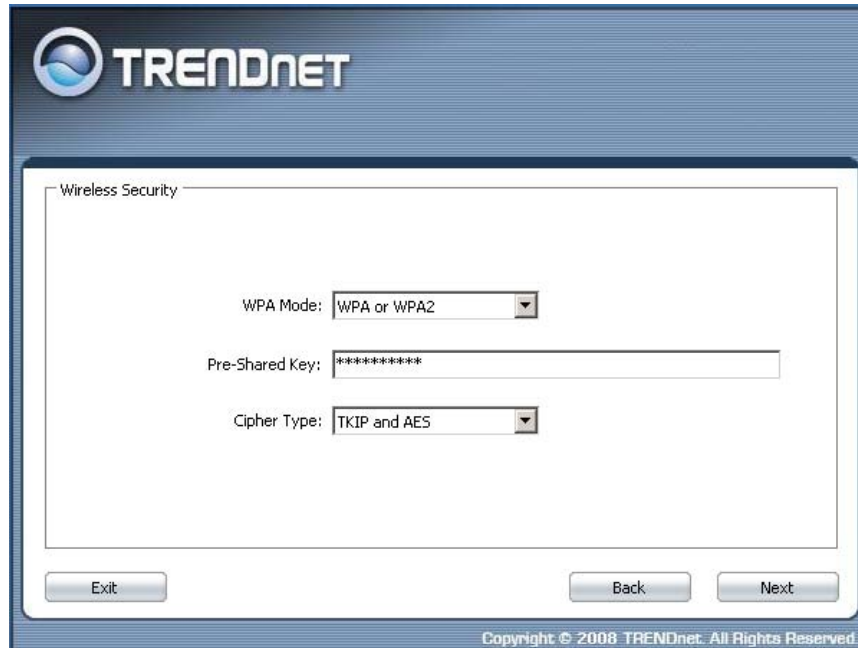 TRENDNET
Wireless Security
WPA Mode: WPA or WPA2
Pre-Shared Key: **********
Cipher Type: TKIP and AES
Exit Back Next
Copyright © 2008 TRENDnet. All Rights Reserved.